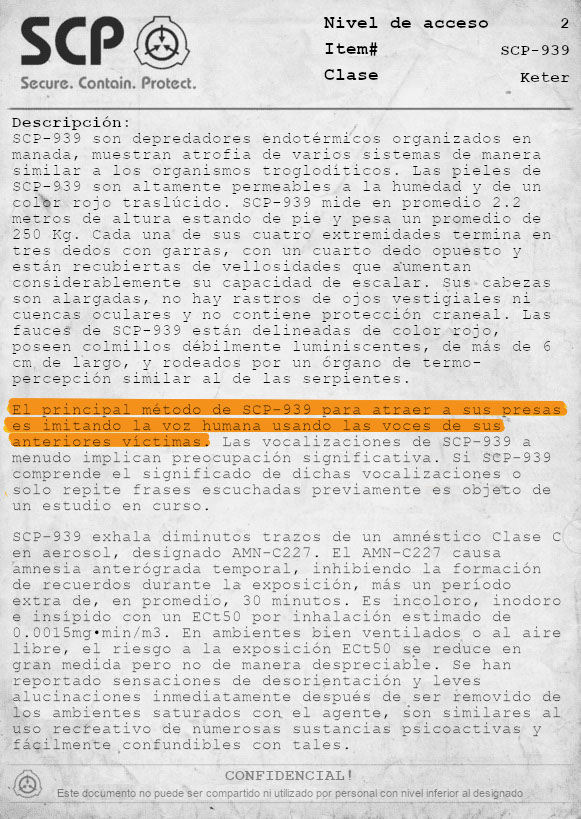 SCP
Secure. Contain. Protect.
Nivel de acceso 2
Item# SCP-939
Clase Keter
Descripción:
SCP-939 son depredadores endotérmicos organizados en
manada, muestran atrofia de varios sistemas de manera
similar a los organismos troglodíticos. Las pieles de
SCP-939 son altamente permeables a la humedad y de un
color rojo traslúcido. SCP-939 mide en promedio 2.2
metros de altura estando de pie y pesa un promedio de
250 Kg. Cada una de sus cuatro extremidades termina en
tres dedos con garras, con un cuarto dedo opuesto y
están recubiertas de vellosidades que aumentan
considerablemente su capacidad de escalar. Sus cabezas
son alargadas, no hay rastros de ojos vestigiales ni
cuencas oculares y no contiene protección craneal. Las
fauces de SCP-939 están delineadas de color rojo,
poseen colmillos débilmente luminiscentes, de más de 6
cm de largo, y rodeados por un órgano de termo-
percepción similar al de las serpientes.
El principal método de SCP-939 para atraer a sus presas
es imitando la voz humana usando las voces de sus
anteriores víctimas. Las vocalizaciones de SCP-939 a
menudo implican preocupación significativa. Si SCP-939
comprende el significado de dichas vocalizaciones o
solo repite frases escuchadas previamente es objeto de
un estudio en curso.
SCP-939 exhala diminutos trazos de un amnéstico Clase C
en aerosol, designado AMN-C227. El AMN-C227 causa
amnesia anterógrada temporal, inhibiendo la formación
de recuerdos durante la exposición, más un período
extra de, en promedio, 30 minutos. Es incoloro, inodoro
e insípido con un ECt50 por inhalación estimado de
0.0015mg•min/m3. En ambientes bien ventilados o al aire
libre, el riesgo a la exposición ECt50 se reduce en
gran medida pero no de manera despreciable. Se han
reportado sensaciones de desorientación y leves
alucinaciones inmediatamente después de ser removido de
los ambientes saturados con el agente, son similares al
uso recreativo de numerosas sustancias psicoactivas y
fácilmente confundibles con tales.
CONFIDENCIAL!
Este documento no puede ser compartido ni utilizado por personal con nivel inferior al designado